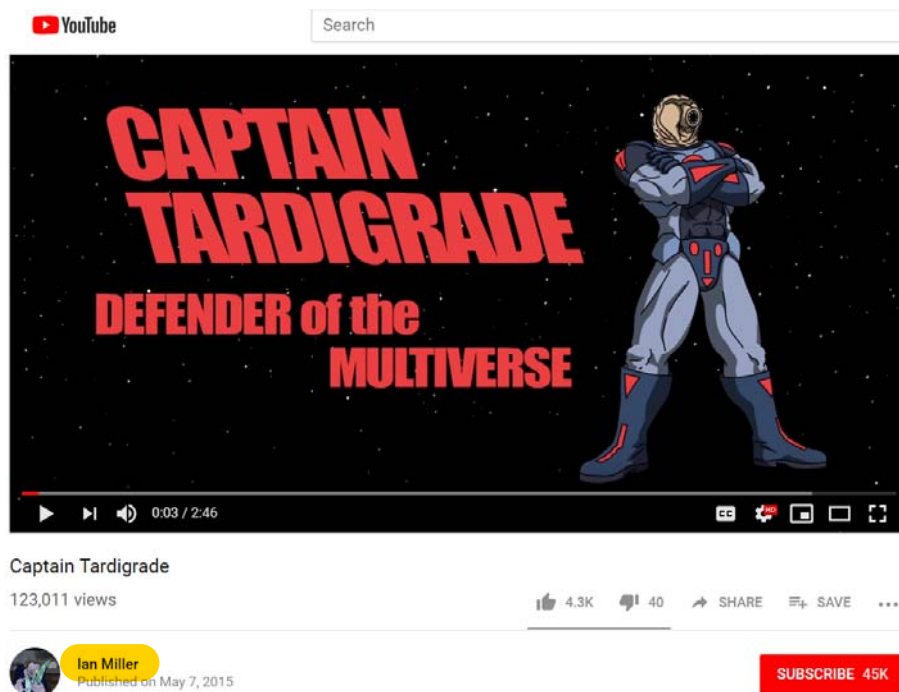 YouTube
Search
CAPTAIN
TARDIGRADE
DEFENDER of the
MULTIVERSE
0:03 / 2:46
CC
HD
Captain Tardigrade
123,011 views
4.3K
40
SHARE
SAVE
Ian Miller
Published on May 7, 2015
SUBSCRIBE 45K